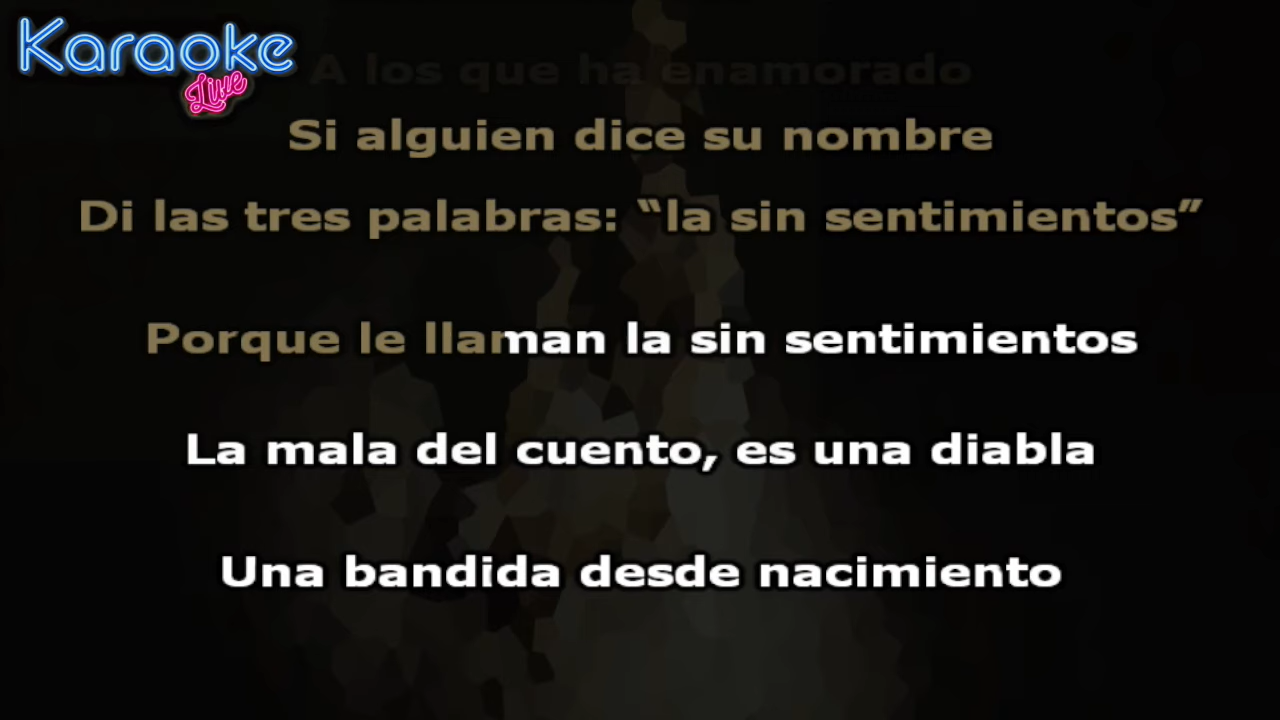 Karaoke
Live
A los que ha enamorado
Si alguien dice su nombre
Di las tres palabras: “la sin sentimientos”
Porque le llaman la sin sentimientos
La mala del cuento, es una diabla
Una bandida desde nacimiento